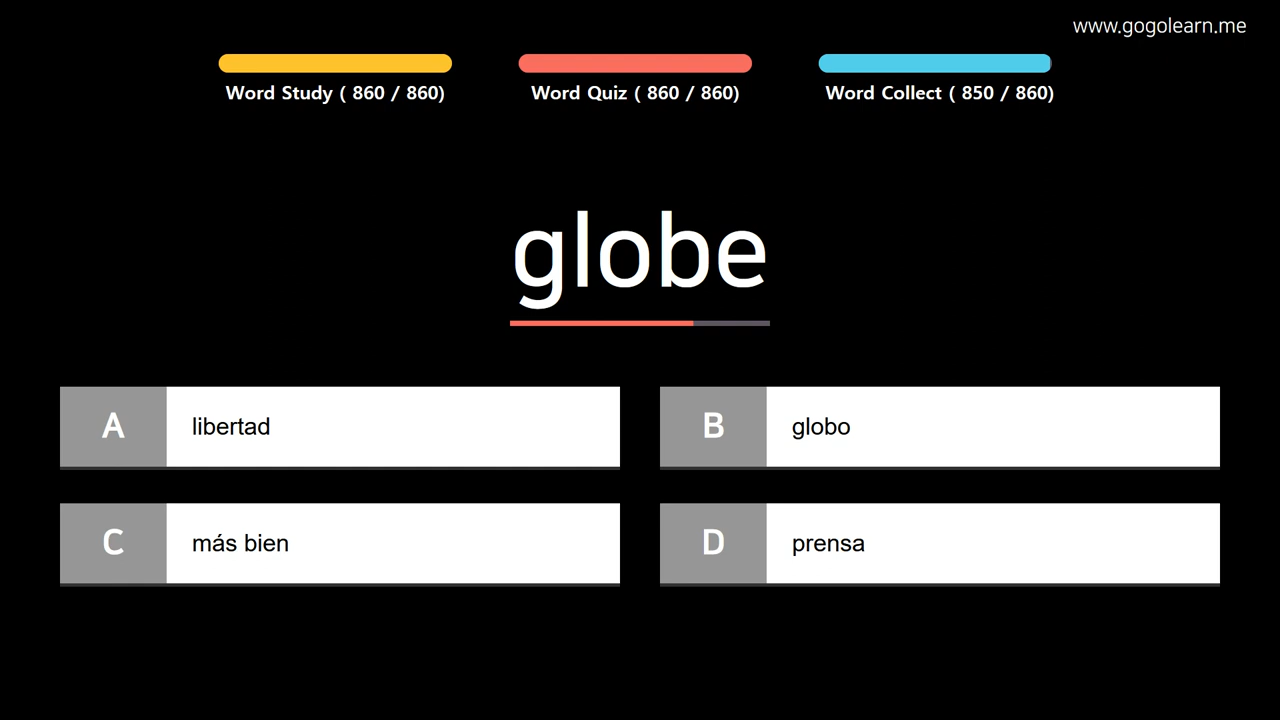 www.gogolearn.me
Word Study ( 860 / 860)
Word Quiz ( 860 / 860)
Word Collect ( 850 / 860)
globe
A libertad
B globo
C más bien
D prensa